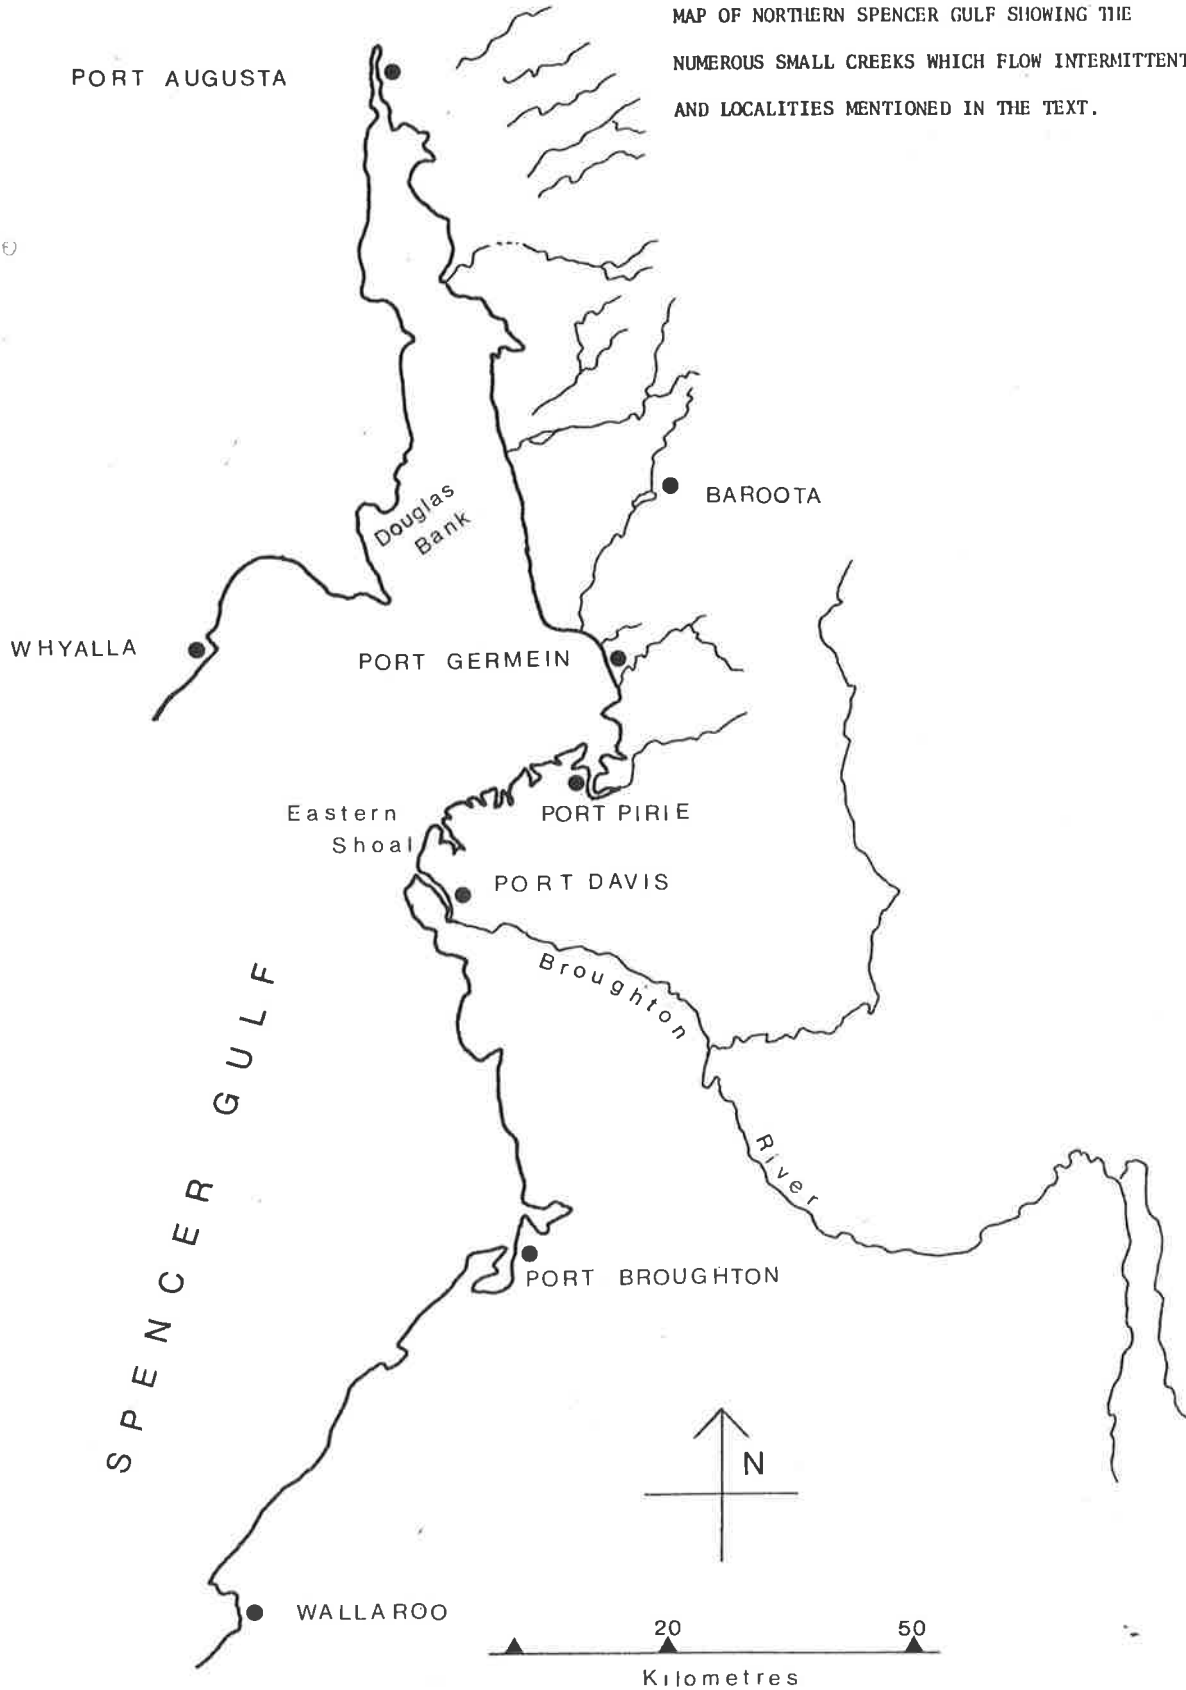 MAP OF NORTHERN SPENCER GULF SHOWING THE
NUMEROUS SMALL CREEKS WHICH FLOW INTERMITTENT
AND LOCALITIES MENTIONED IN THE TEXT.
PORT AUGUSTA
BAROOTA
Douglas
Bank
WHYALLA
PORT GERMEIN
PORT PIRIE
Eastern
Shoal
PORT DAVIS
Broughton
River
SPENCER GULF
PORT BROUGHTON
N
WALLAROO
20 50
Kilometres